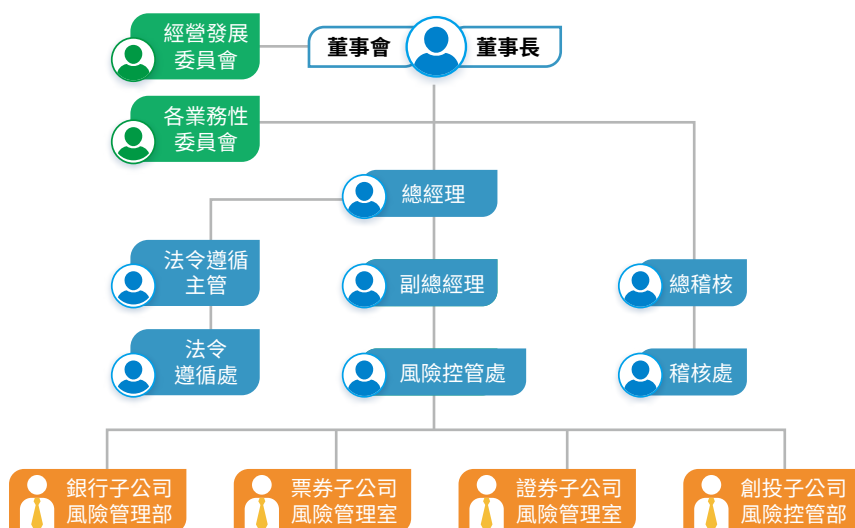 經營發展
委員會
董事會
董事長
各業務性
委員會
總經理
法令遵循
主管
副總經理
總稽核
法令
遵循處
風險控管處
稽核處
銀行子公司
風險管理部
票券子公司
風險管理室
證券子公司
風險管理室
創投子公司
風險控管部